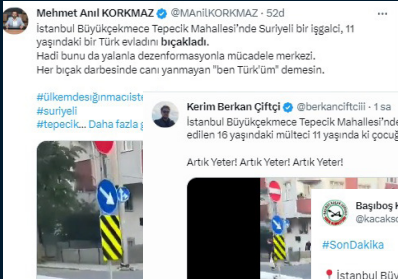 Mehmet Anıl KORKMAZ @MAnilKORKMAZ · 52d
İstanbul Büyükçekmece Tepecik Mahallesi'nde Suriyeli bir işgalci, 11
yaşındaki bir Türk evladını bıçakladı.
Hadi bunu da yalanla dezenformasyonla mücadele merkezi.
Her bıçak darbesinde canı yanmayan "ben Türk'üm" demesin.
#ülkemdesığınmacıiste
#suriyeli
#tepecik... Daha fazla g
Kerim Berkan Çiftçi @berkanciftciii · 1 sa
İstanbul Büyükçekmece Tepecik Mahallesi'nde
edilen 16 yaşındaki mülteci 11 yaşında ki çocuğ
Artık Yeter! Artık Yeter! Artık Yeter!
Başıboş K
@kacaksc
#SonDakika
İstanbul Bü